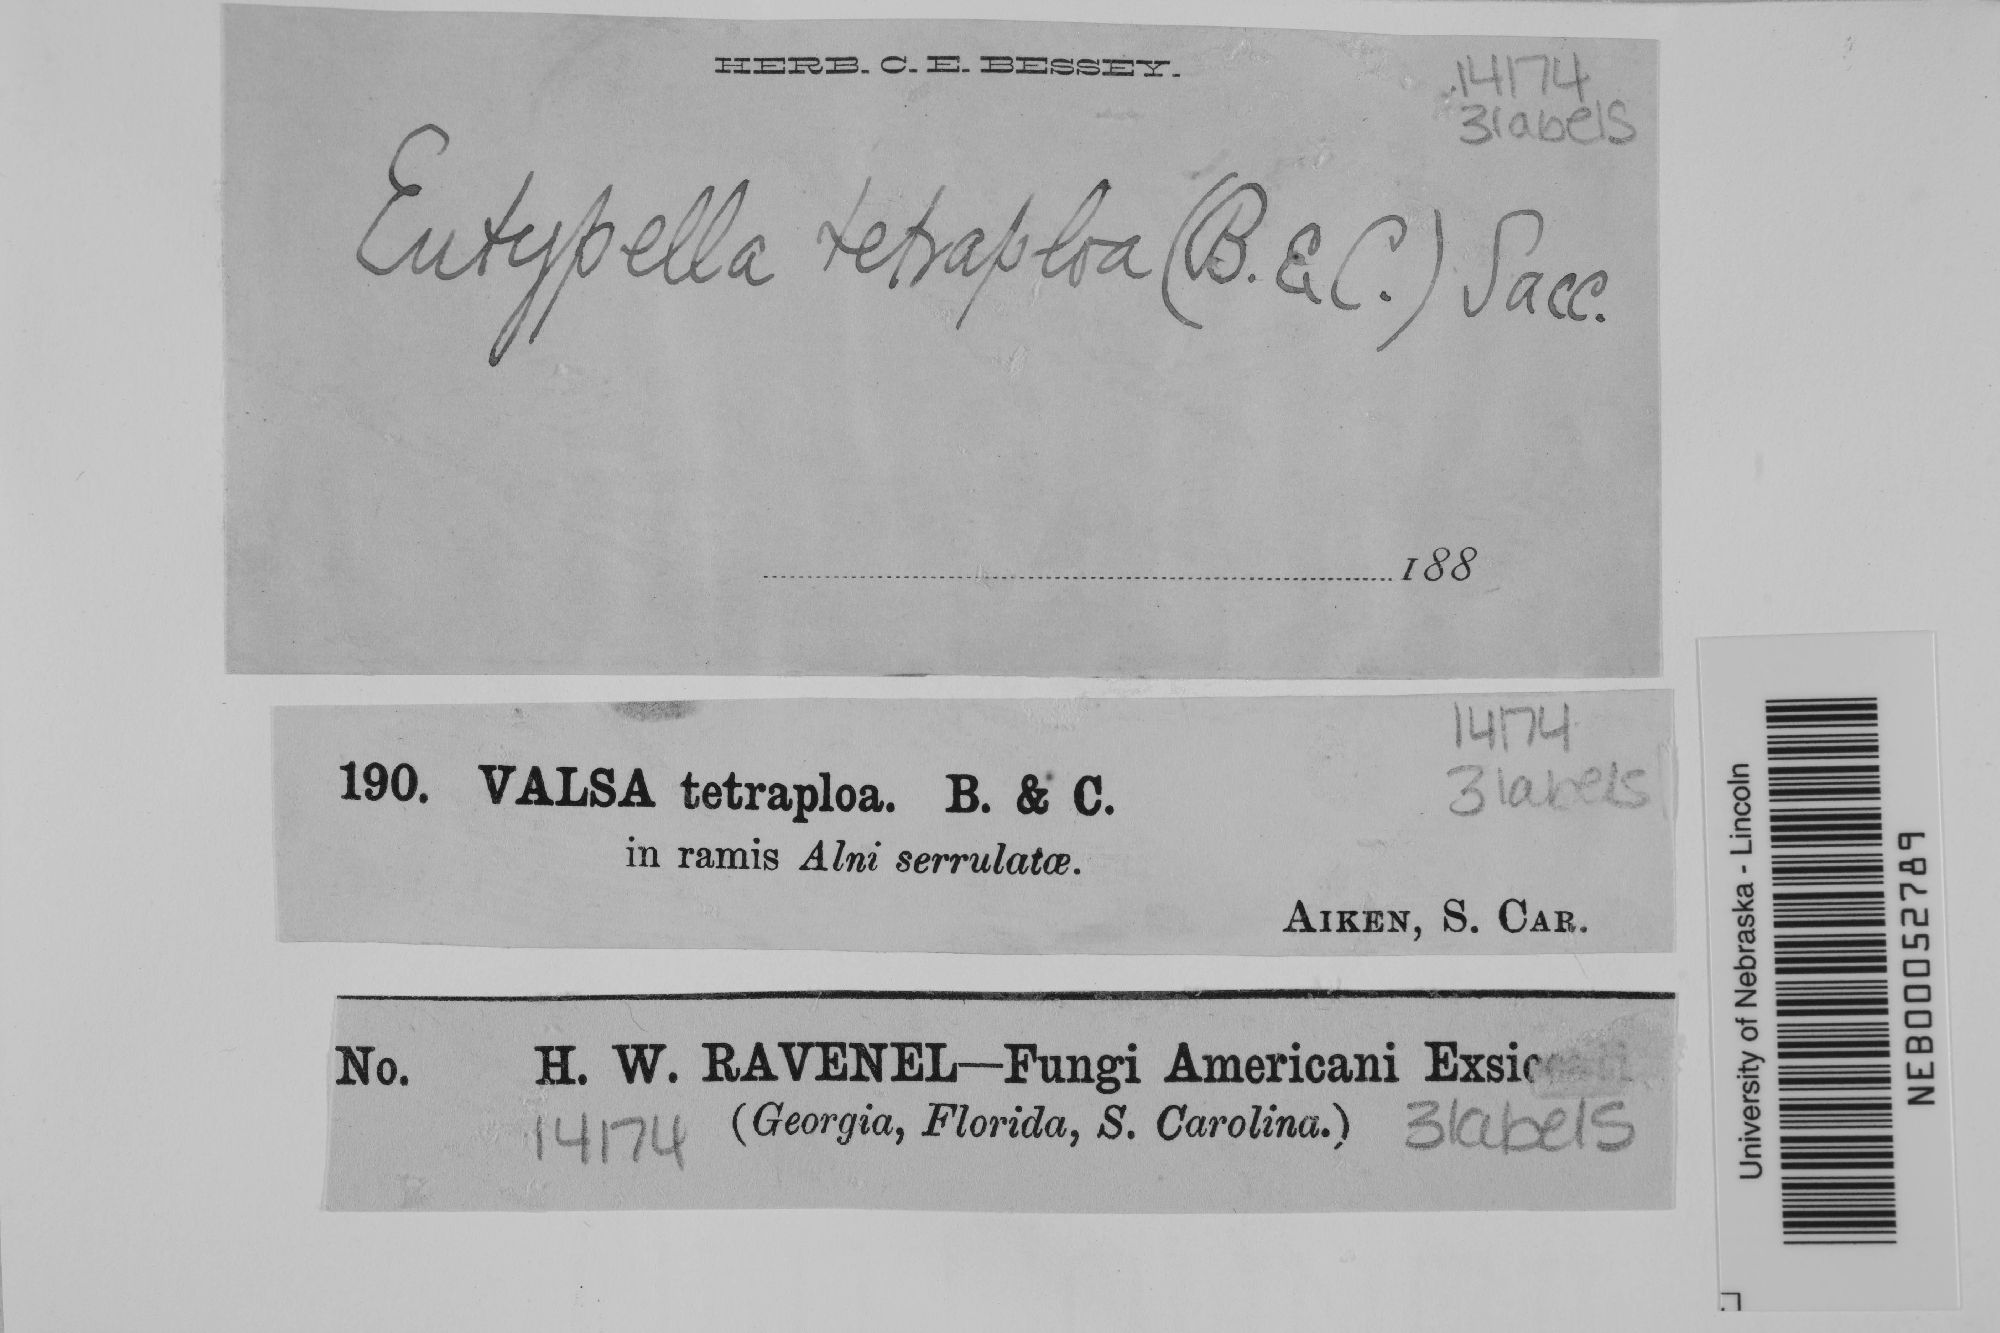 HERB. C. E. BESSEY.
14174
3labels
Eutypella tetraploa (B. & C.) Sacc.
188
14174
3labels
190. VALSA tetraploa. B. & C.
in ramis Alni serrulatæ.
AIKEN, S. CAR.
No. H. W. RAVENEL—Fungi Americani Exsiccati
(Georgia, Florida, S. Carolina.)
14174
3labels
University of Nebraska - Lincoln
NEB00052789